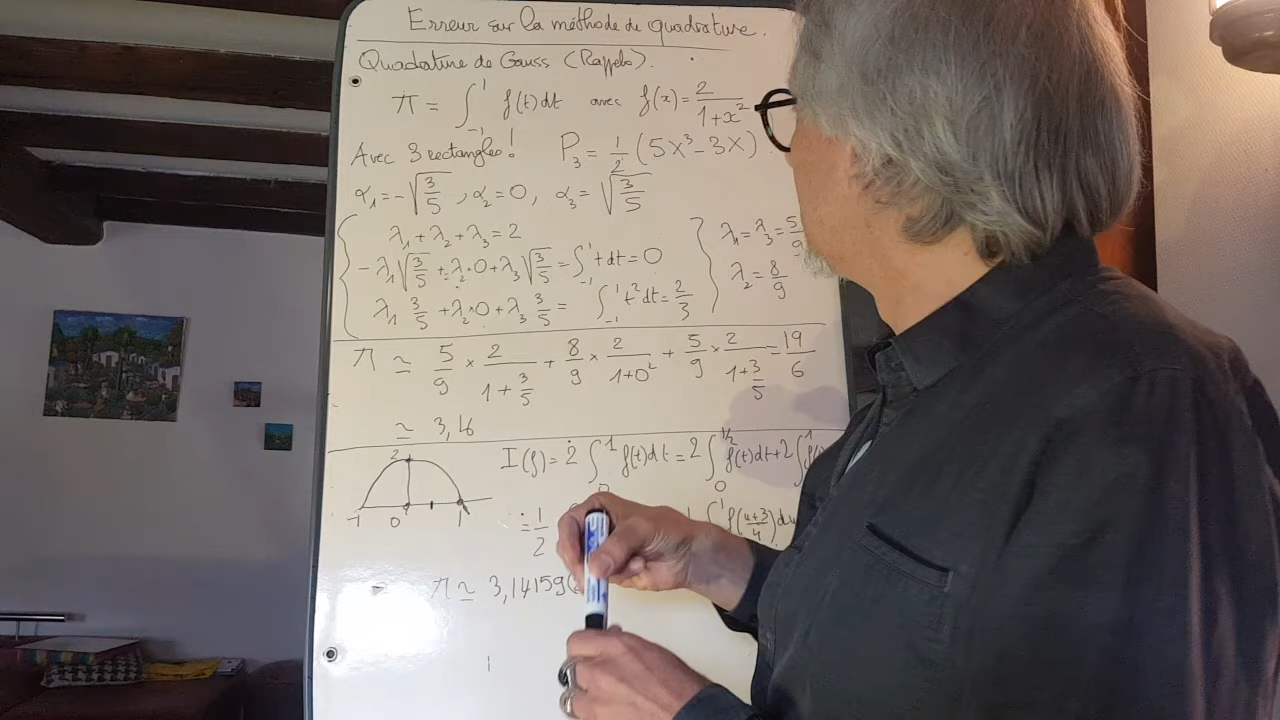 Erreur sur la méthode de quadrature.
Quadrature de Gauss (Rappels).
π = ∫_{-1}^{1} f(t)dt avec f(x) = 2/(1+x²)
Avec 3 rectangles! P₃ = 1/2 (5X³ - 3X)
α₁ = -√(3/5), α₂ = 0, α₃ = √(3/5)
λ₁ + λ₂ + λ₃ = 2
-λ₁√(3/5) + λ₂·0 + λ₃√(3/5) = ∫_{-1}^{1} t dt = 0
λ₁ 3/5 + λ₂×0 + λ₃ 3/5 = ∫_{-1}^{1} t² dt = 2/3
λ₁ = λ₃ = 5/9
λ₂ = 8/9
π ≃ 5/9 × 2/(1+3/5) + 8/9 × 2/(1+0²) + 5/9 × 2/(1+3/5) = 19/6
≃ 3,16
I(f) = 2∫_0^1 f(t)dt = 2∫_0^{1/2} f(t)dt + 2∫
2
-1 0 1
= 1/2
∫ f((u+3)/4) du
π ≃ 3,14159